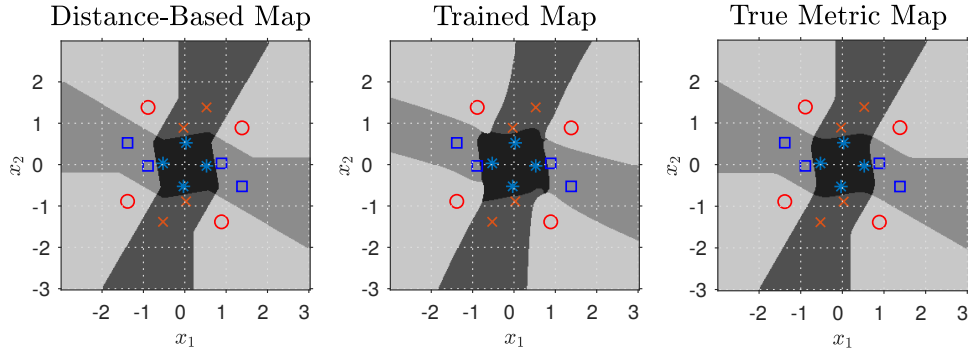 Distance-Based Map Trained Map True Metric Map
2 2 2
1 1 1
x₂ 0 x₂ 0 x₂ 0
-1 -1 -1
-2 -2 -2
-3 -3 -3
-2 -1 0 1 2 3 -2 -1 0 1 2 3 -2 -1 0 1 2 3
x₁ x₁ x₁